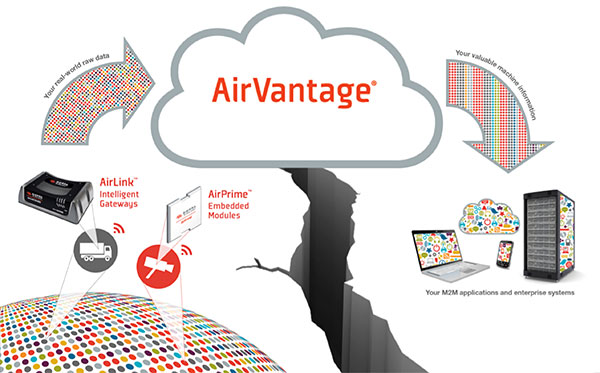 Your real-world raw data
AirVantage®
Your valuable machine information
AirLink™
Intelligent
Gateways
AirPrime™
Embedded
Modules
Your M2M applications and enterprise systems